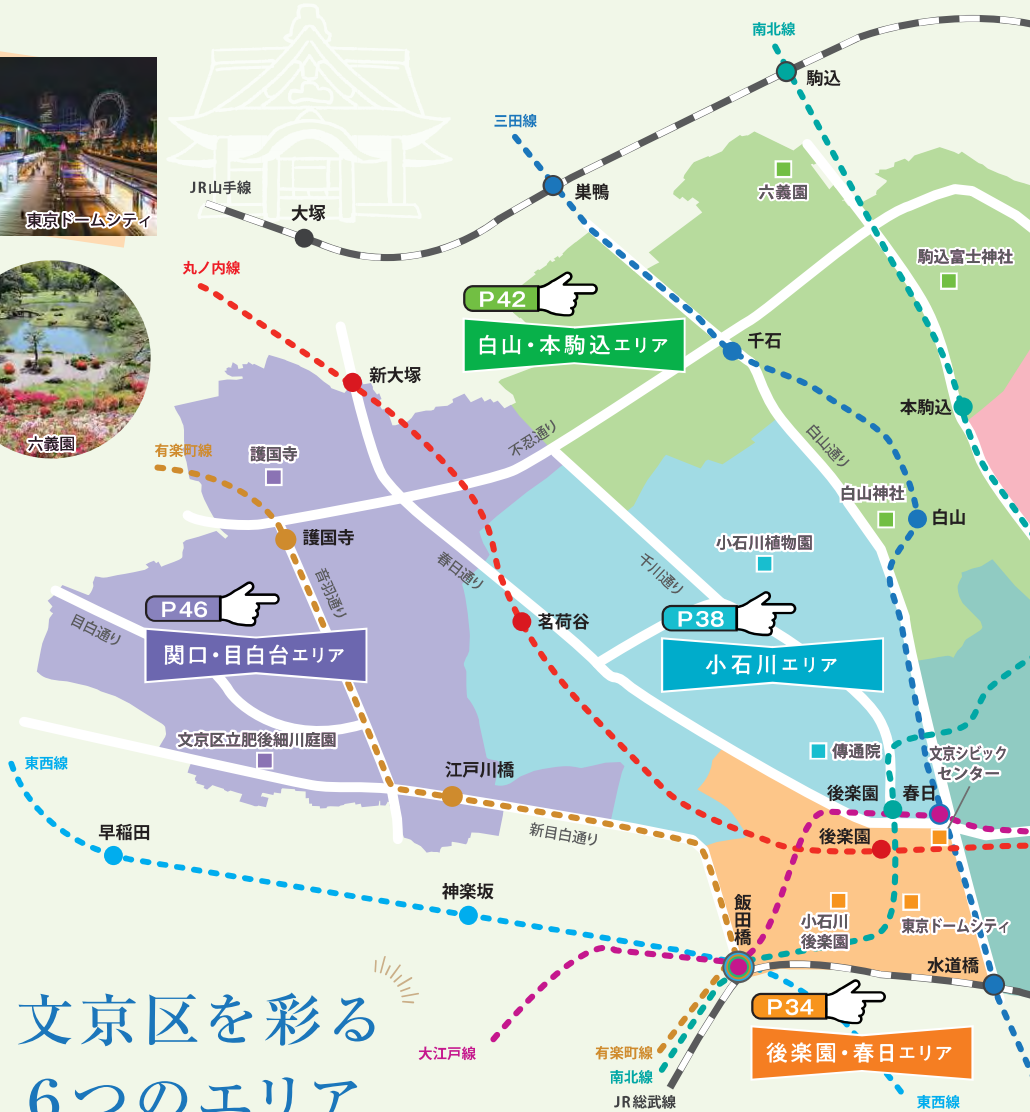 南北線
駒込
三田線
巣鴨
六義園
JR山手線
大塚
東京ドームシティ
丸ノ内線
駒込富士神社
P42
白山・本駒込エリア
千石
新大塚
本駒込
六義園
有楽町線
護国寺
不忍通り
白山通り
白山神社
白山
護国寺
小石川植物園
春日通り
千川通り
音羽通り
P46
関口・目白台エリア
目白通り
茗荷谷
P38
小石川エリア
文京区立肥後細川庭園
傳通院
文京シビック
センター
東西線
江戸川橋
後楽園
春日
早稲田
新目白通り
後楽園
神楽坂
飯田橋
小石川
後楽園
東京ドームシティ
水道橋
P34
後楽園・春日エリア
文京区を彩る
6つのエリア
大江戸線
有楽町線
南北線
JR総武線
東西線